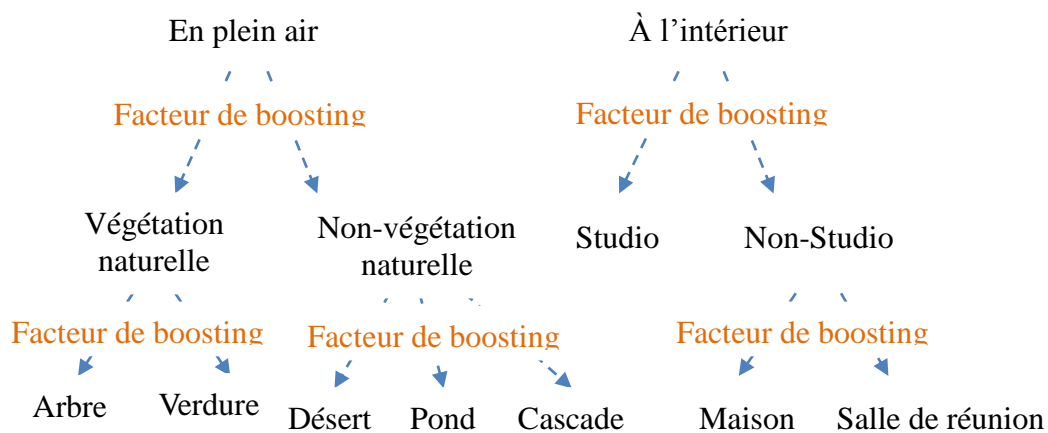 En plein air
À l’intérieur
Facteur de boosting
Facteur de boosting
Végétation
naturelle
Non-végétation
naturelle
Studio
Non-Studio
Facteur de boosting
Facteur de boosting
Facteur de boosting
Arbre
Verdure
Désert
Pond
Cascade
Maison
Salle de réunion